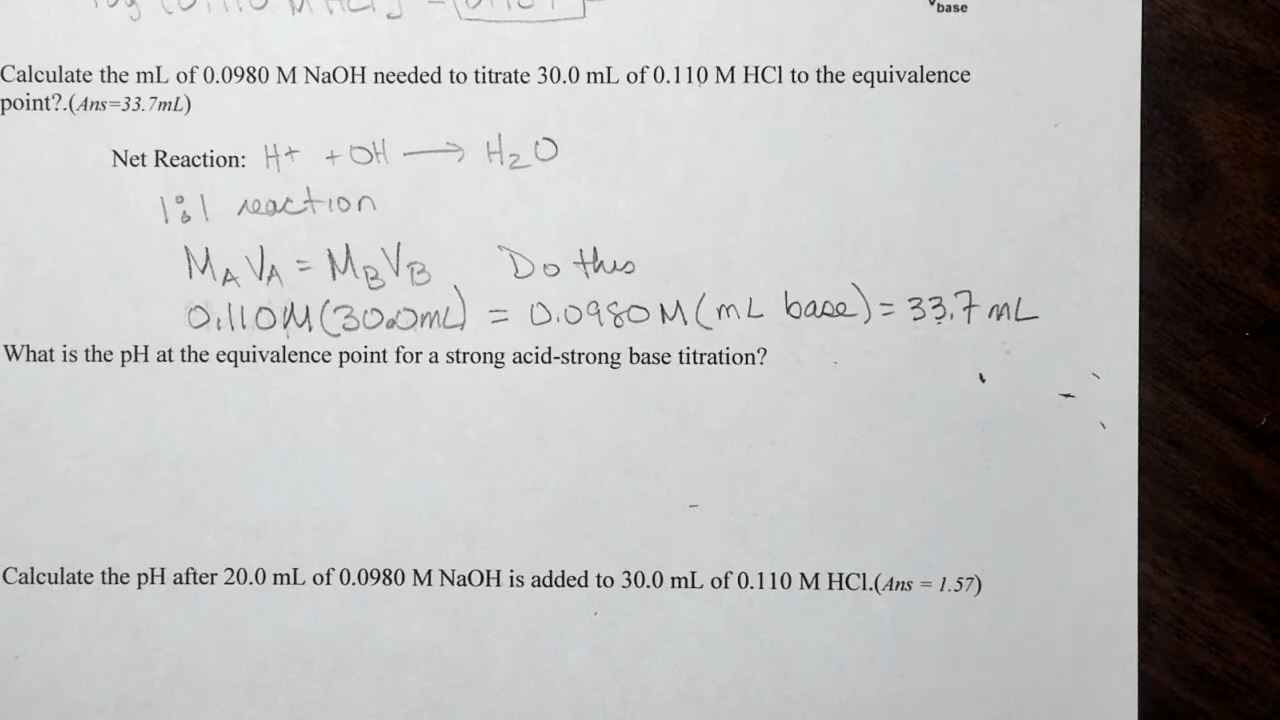 base
Calculate the mL of 0.0980 M NaOH needed to titrate 30.0 mL of 0.110 M HCl to the equivalence
point?.(Ans=33.7mL)
Net Reaction: H+ + OH → H2O
1:1 reaction
MAVA = MBVB Do this
0.110M(30.0mL) = 0.0980M(mL base) = 33.7 mL
What is the pH at the equivalence point for a strong acid-strong base titration?
Calculate the pH after 20.0 mL of 0.0980 M NaOH is added to 30.0 mL of 0.110 M HCl.(Ans = 1.57)